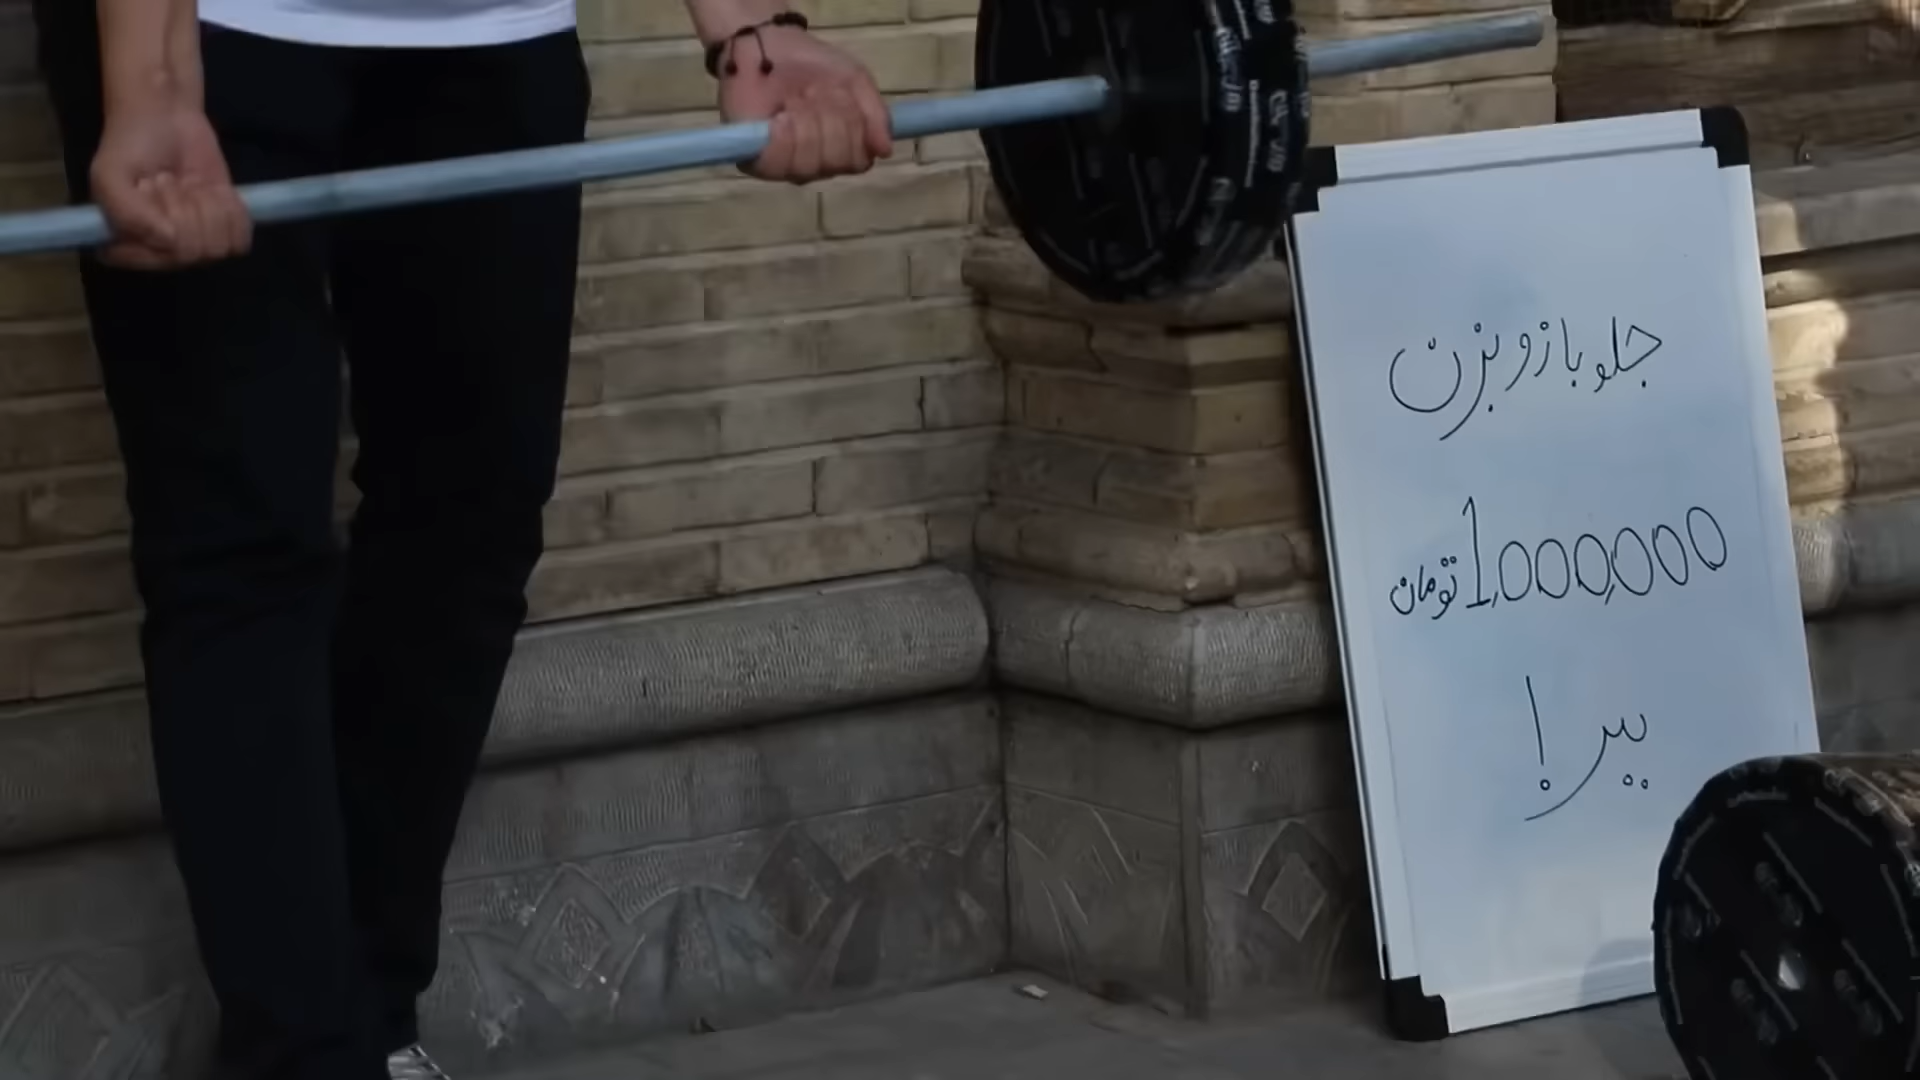 جلو بازو بزن
1,000,000 تومان
ببر!